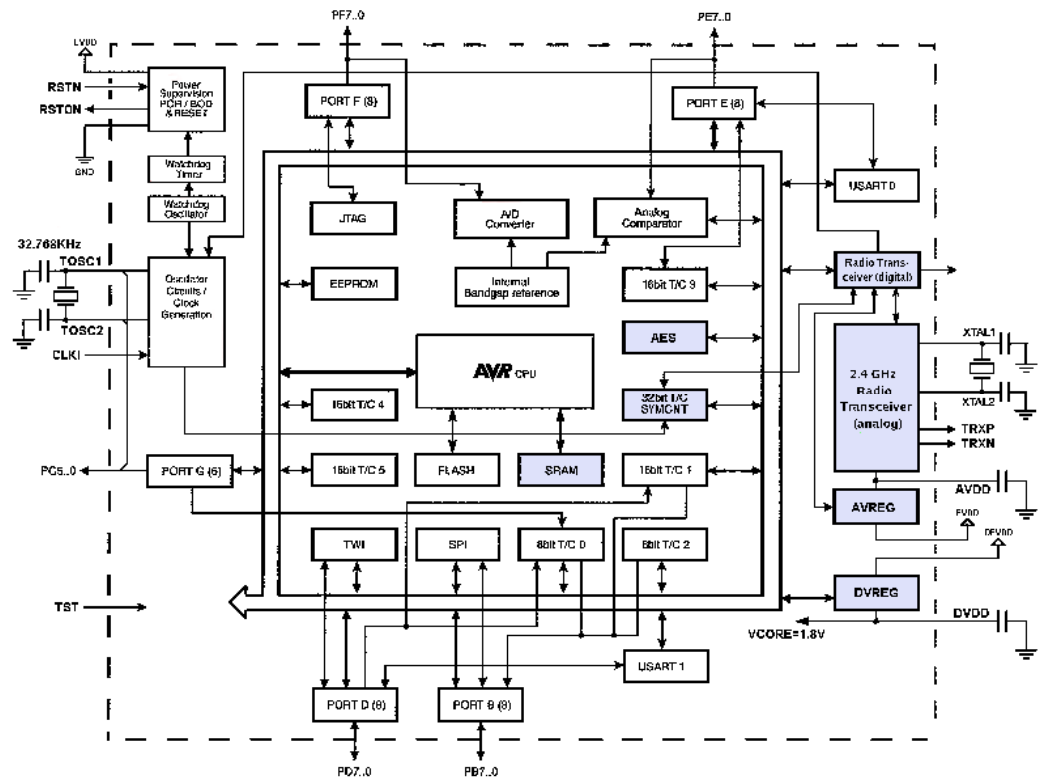 PF7..0
PE7..0
EVDD
RSTN
RSTON
GND
Power
Supervision
POR / BOD
& RESET
PORT F (8)
PORT E (8)
Watchdog
Timer
USART 0
Watchdog
Oscillator
JTAG
A/D
Converter
Analog
Comparator
32.768KHz
TOSC1
TOSC2
CLKI
Oscillator
Circuits /
Clock
Generation
EEPROM
Internal
Bandgap reference
16bit T/C 3
Radio Trans-
ceiver (digital)
AES
XTAL1
XTAL2
2.4 GHz
Radio
Transceiver
(analog)
AVR CPU
16bit T/C 4
32bit T/C
SYMCNT
TRXP
TRXN
PG5..0
PORT G (6)
16bit T/C 5
FLASH
SRAM
16bit T/C 1
AVREG
AVDD
EVDD
DEVDD
TWI
SPI
8bit T/C 0
8bit T/C 2
TST
DVREG
DVDD
VCORE=1.8V
USART 1
PORT D (8)
PORT B (8)
PD7..0
PB7..0